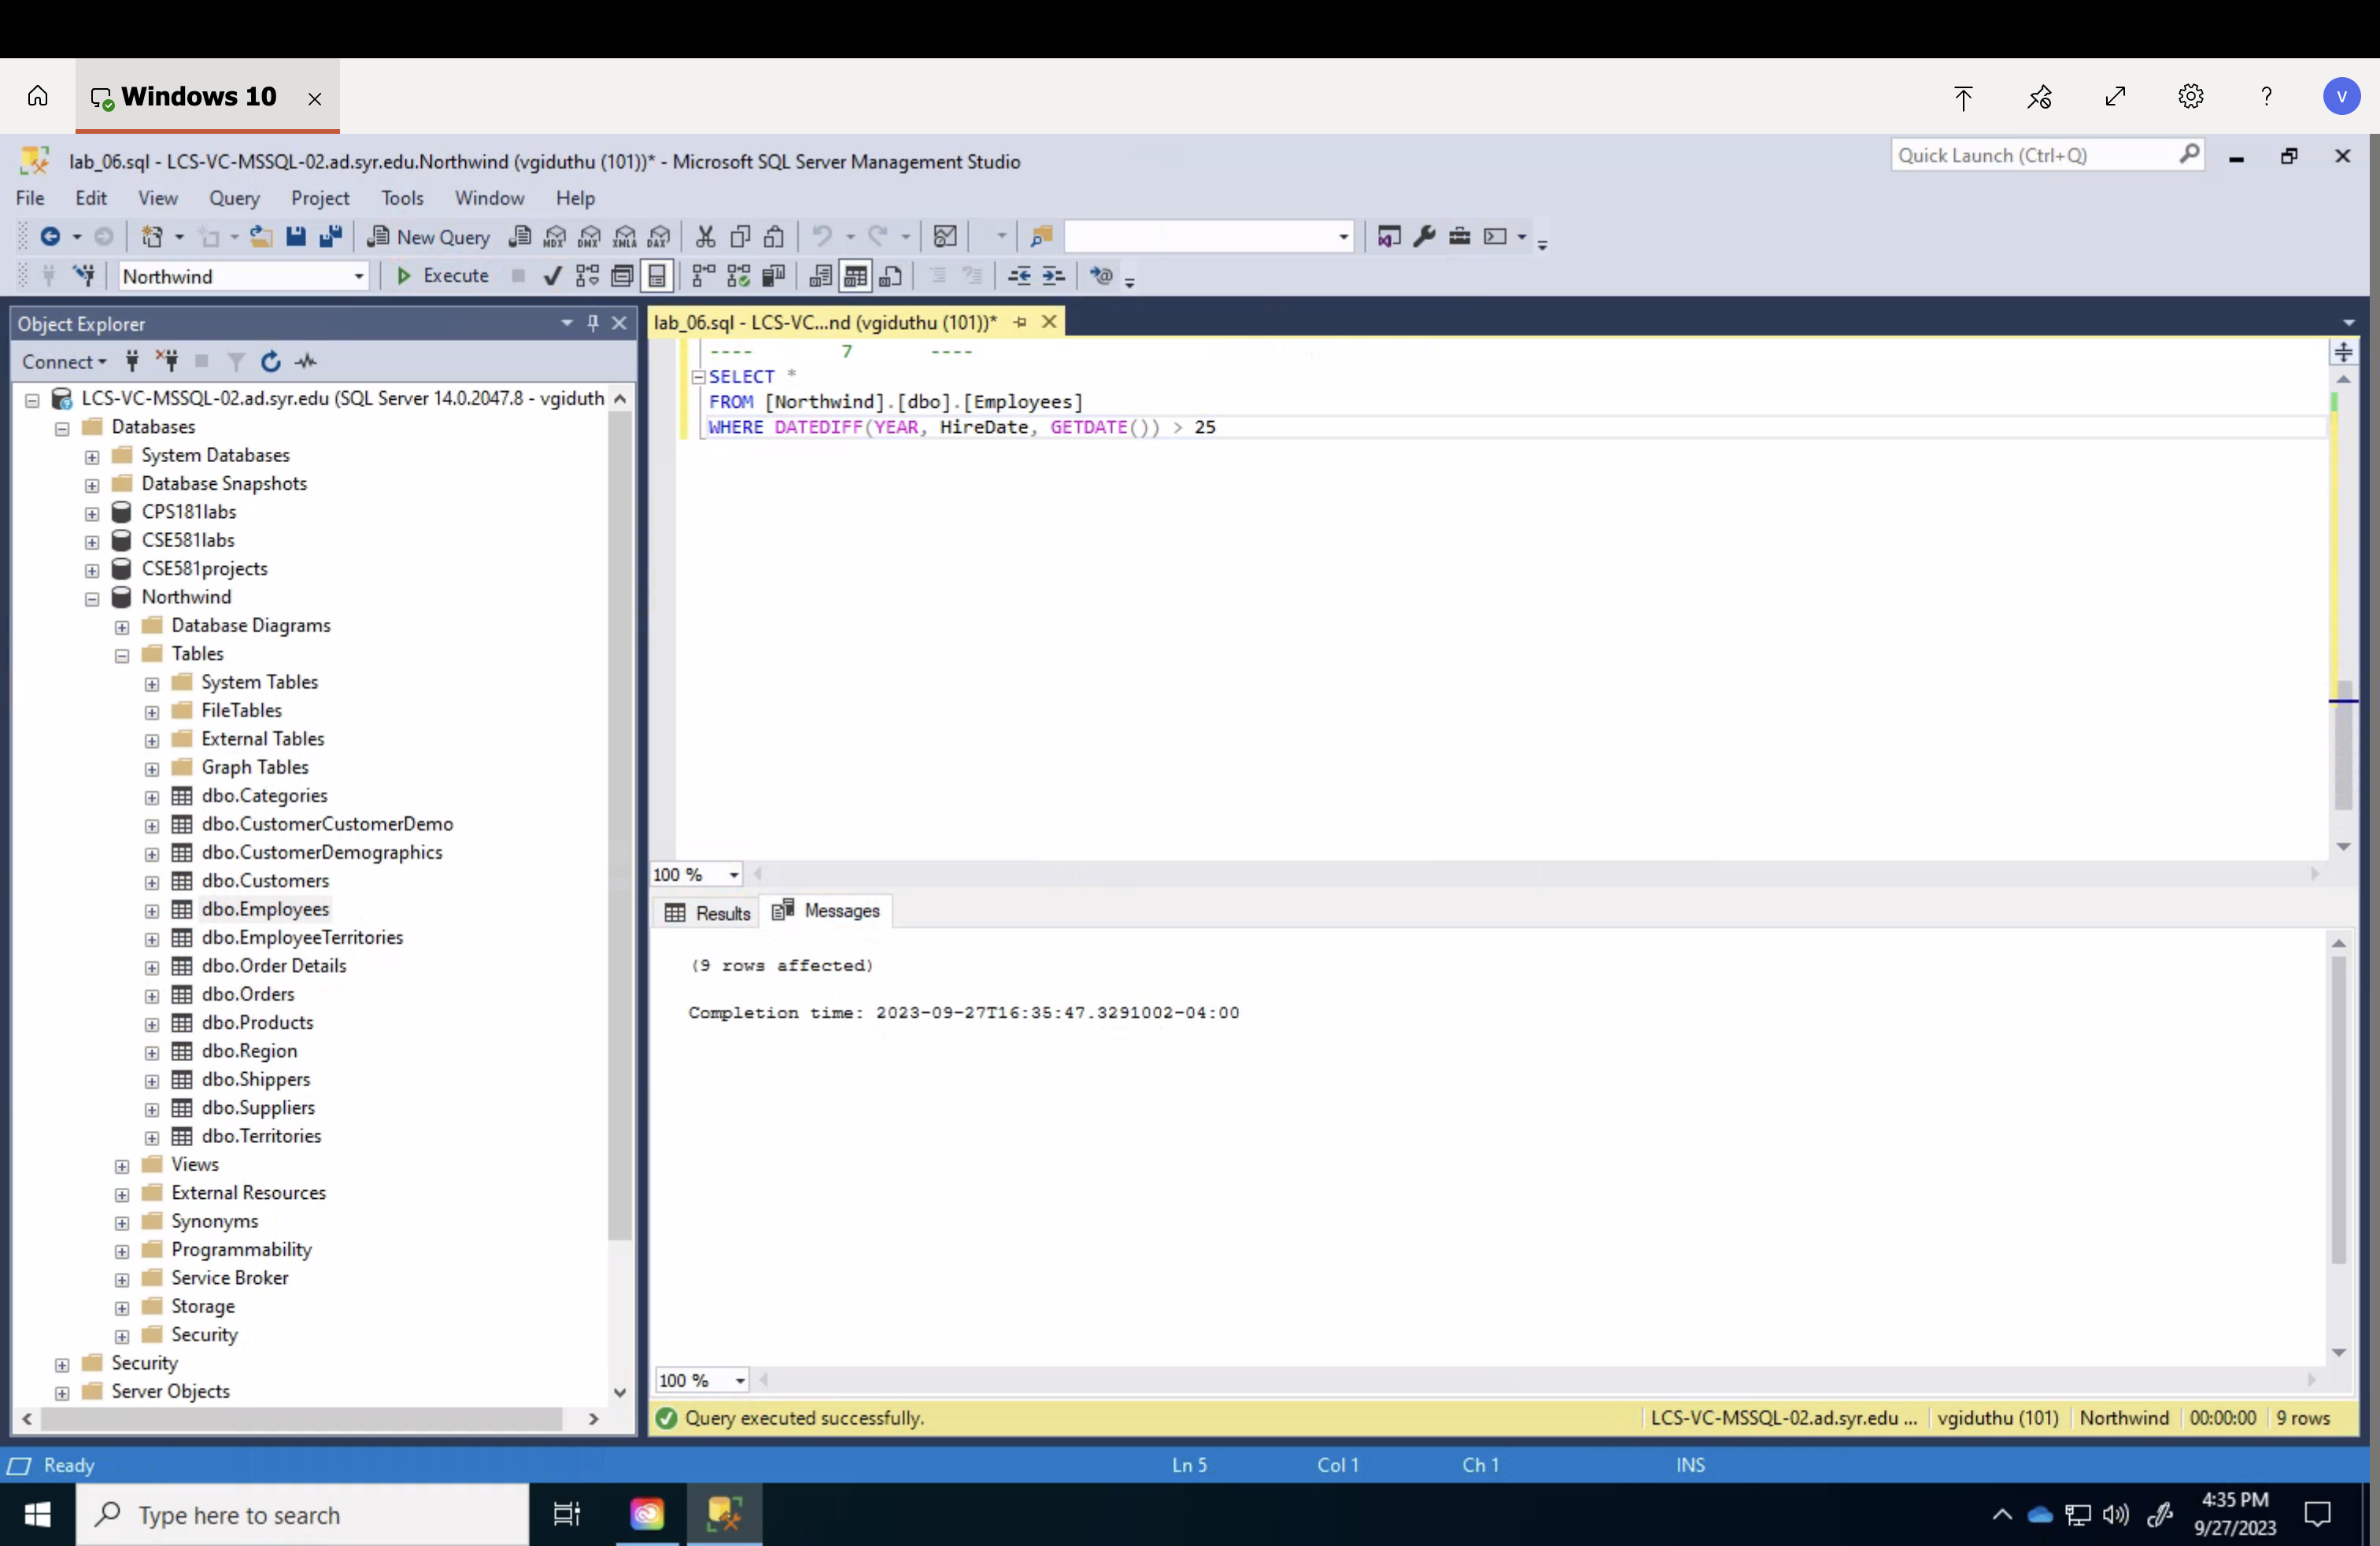 Windows 10
?
V
lab_06.sql - LCS-VC-MSSQL-02.ad.syr.edu.Northwind (vgiduthu (101))* - Microsoft SQL Server Management Studio
Quick Launch (Ctrl+Q)
File Edit View Query Project Tools Window Help
New Query MDX DMX XMLA DAX
Northwind
Execute
Object Explorer
Connect
LCS-VC-MSSQL-02.ad.syr.edu (SQL Server 14.0.2047.8 - vgiduth
Databases
System Databases
Database Snapshots
CPS181labs
CSE581labs
CSE581projects
Northwind
Database Diagrams
Tables
System Tables
FileTables
External Tables
Graph Tables
dbo.Categories
dbo.CustomerCustomerDemo
dbo.CustomerDemographics
dbo.Customers
dbo.Employees
dbo.EmployeeTerritories
dbo.Order Details
dbo.Orders
dbo.Products
dbo.Region
dbo.Shippers
dbo.Suppliers
dbo.Territories
Views
External Resources
Synonyms
Programmability
Service Broker
Storage
Security
Security
Server Objects
lab_06.sql - LCS-VC...nd (vgiduthu (101))*
---- 7 ----
SELECT *
FROM [Northwind].[dbo].[Employees]
WHERE DATEDIFF(YEAR, HireDate, GETDATE()) > 25
100 %
Results Messages
(9 rows affected)
Completion time: 2023-09-27T16:35:47.3291002-04:00
100 %
Query executed successfully.
LCS-VC-MSSQL-02.ad.syr.edu ... vgiduthu (101) Northwind 00:00:00 9 rows
Ready Ln 5 Col 1 Ch 1 INS
Type here to search
4:35 PM
9/27/2023